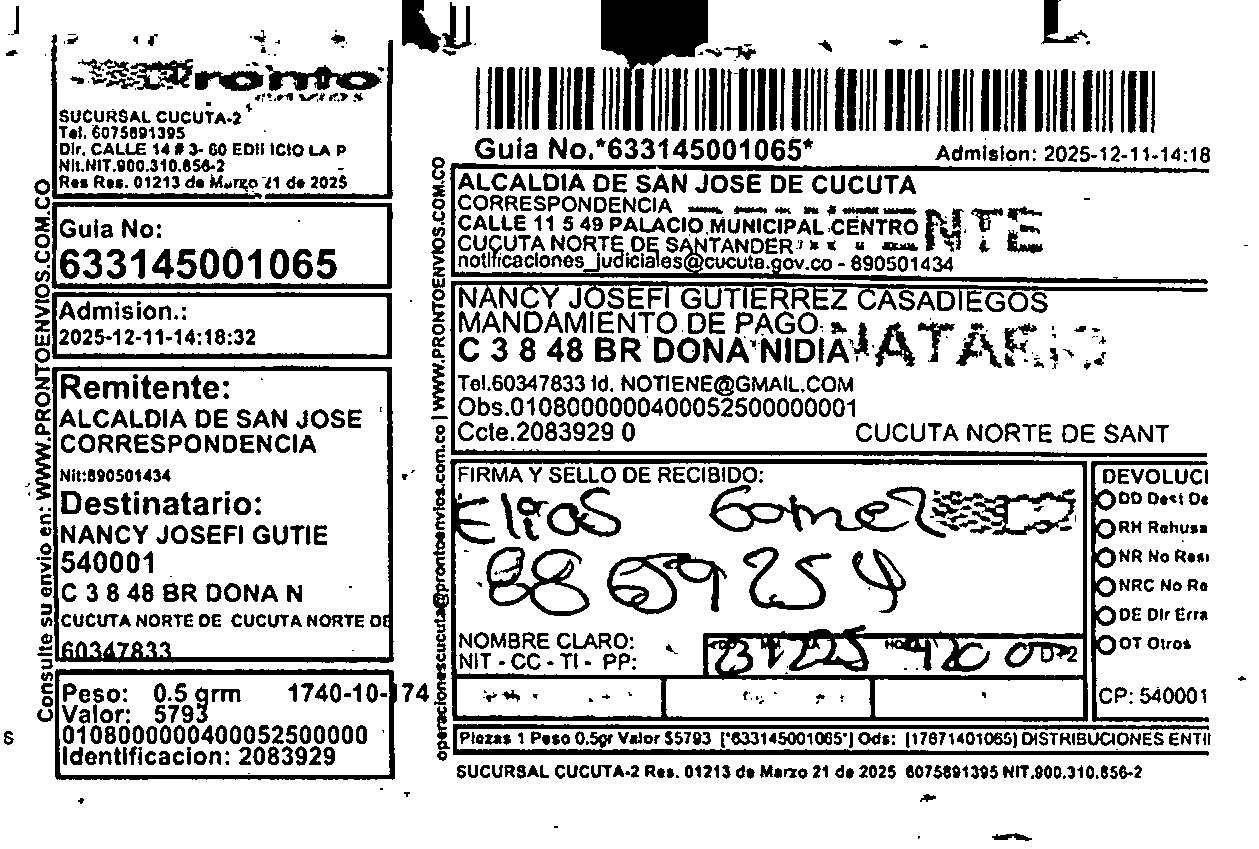 Pronto
SUCURSAL CUCUTA-2
Tel. 6075891395
Dir. CALLE 14 # 3- 60 EDIFICIO LA P
Nit.NIT.900.310.856-2
Res Res. 01213 de Marzo 21 de 2025
Guia No:
633145001065
Admision.:
2025-12-11-14:18:32
Remitente:
ALCALDIA DE SAN JOSE
CORRESPONDENCIA
Nit:890501434
Destinatario:
NANCY JOSEFI GUTIE
540001
C 3 8 48 BR DONA N
CUCUTA NORTE DE CUCUTA NORTE DE
60347833
Peso: 0.5 grm 1740-10-174
Valor: 5793
01080000000400052500000
Identificacion: 2083929
Consulte su envio en: WWW.PRONTOENVIOS.COM.CO
operacionescucuta@prontoenvios.com.co | WWW.PRONTOENVIOS.COM.CO
Guia No.*633145001065*
Admision: 2025-12-11-14:18
ALCALDIA DE SAN JOSE DE CUCUTA
CORRESPONDENCIA
CALLE 11 5 49 PALACIO MUNICIPAL CENTRO
CUCUTA NORTE DE SANTANDER
notificaciones_judiciales@cucuta.gov.co - 890501434
NANCY JOSEFI GUTIERREZ CASADIEGOS
MANDAMIENTO DE PAGO
C 3 8 48 BR DONA NIDIA
Tel.60347833 Id. NOTIENE@GMAIL.COM
Obs.01080000000400052500000001
Ccte.2083929 0
CUCUTA NORTE DE SANT
FIRMA Y SELLO DE RECIBIDO:
Elias Gomez
88659254
NOMBRE CLARO:
NIT - CC - TI - PP:
D+2
DEVOLUCI
DD Dest De
RH Rehusa
NR No Resi
NRC No Re
DE Dir Erra
OT Otros
CP: 540001
Piezas 1 Peso 0.5gr Valor $5793 [*633145001065*] Ods: [17671401065] DISTRIBUCIONES ENTI
SUCURSAL CUCUTA-2 Res. 01213 de Marzo 21 de 2025 6075891395 NIT.900.310.856-2